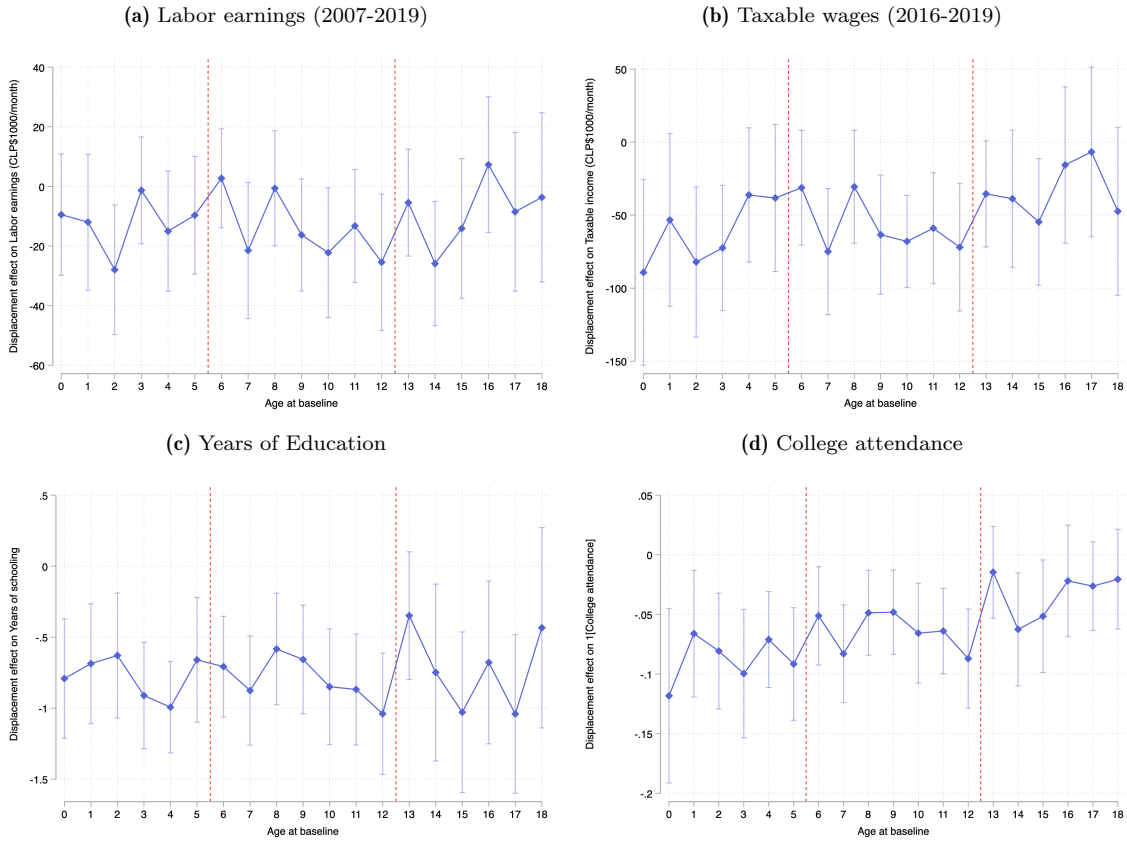 (a) Labor earnings (2007-2019)
Displacement effect on Labor earnings (CLP$1000/month)
40
20
0
-20
-40
-60
0 1 2 3 4 5 6 7 8 9 10 11 12 13 14 15 16 17 18
Age at baseline
(b) Taxable wages (2016-2019)
Displacement effect on Taxable income (CLP$1000/month)
50
0
-50
-100
-150
0 1 2 3 4 5 6 7 8 9 10 11 12 13 14 15 16 17 18
Age at baseline
(c) Years of Education
Displacement effect on Years of schooling
.5
0
-.5
-1
-1.5
0 1 2 3 4 5 6 7 8 9 10 11 12 13 14 15 16 17 18
Age at baseline
(d) College attendance
Displacement effect on 1[College attendance]
.05
0
-.05
-.1
-.15
-.2
0 1 2 3 4 5 6 7 8 9 10 11 12 13 14 15 16 17 18
Age at baseline